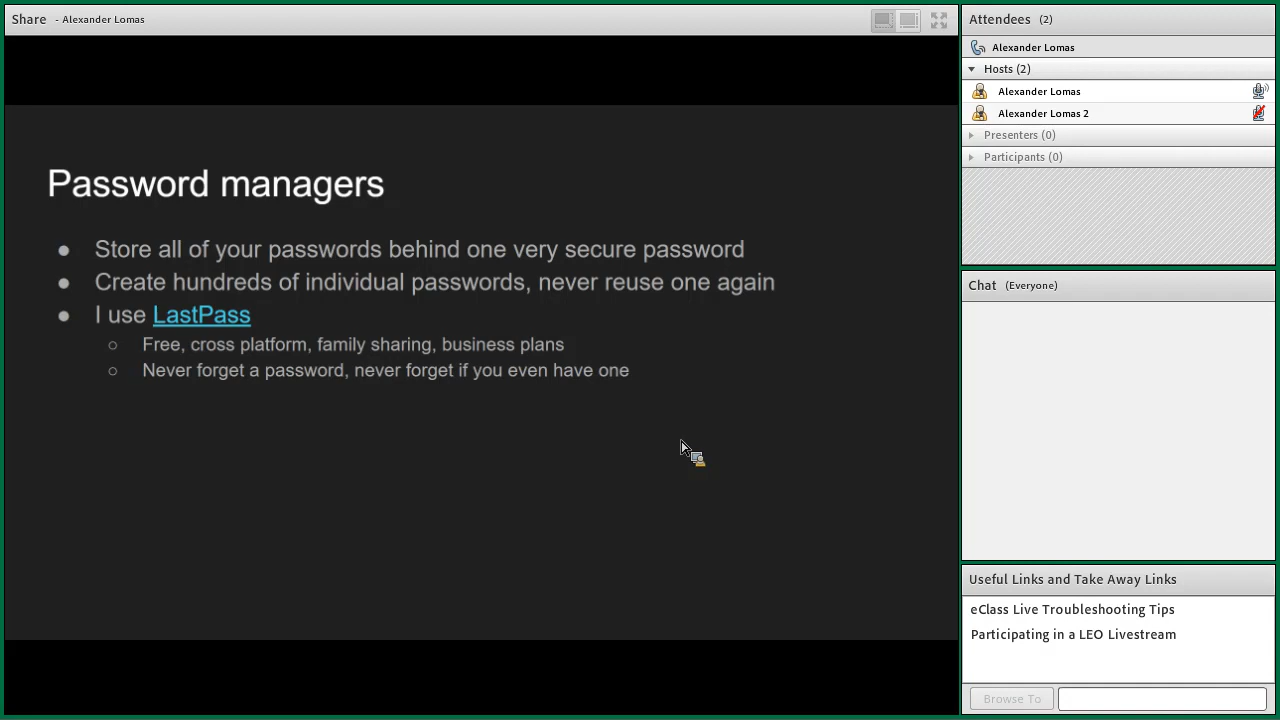 Share - Alexander Lomas
Password managers
● Store all of your passwords behind one very secure password
● Create hundreds of individual passwords, never reuse one again
● I use LastPass
○ Free, cross platform, family sharing, business plans
○ Never forget a password, never forget if you even have one
Attendees (2)
Alexander Lomas
Hosts (2)
Alexander Lomas
Alexander Lomas 2
Presenters (0)
Participants (0)
Chat (Everyone)
Useful Links and Take Away Links
eClass Live Troubleshooting Tips
Participating in a LEO Livestream
Browse To